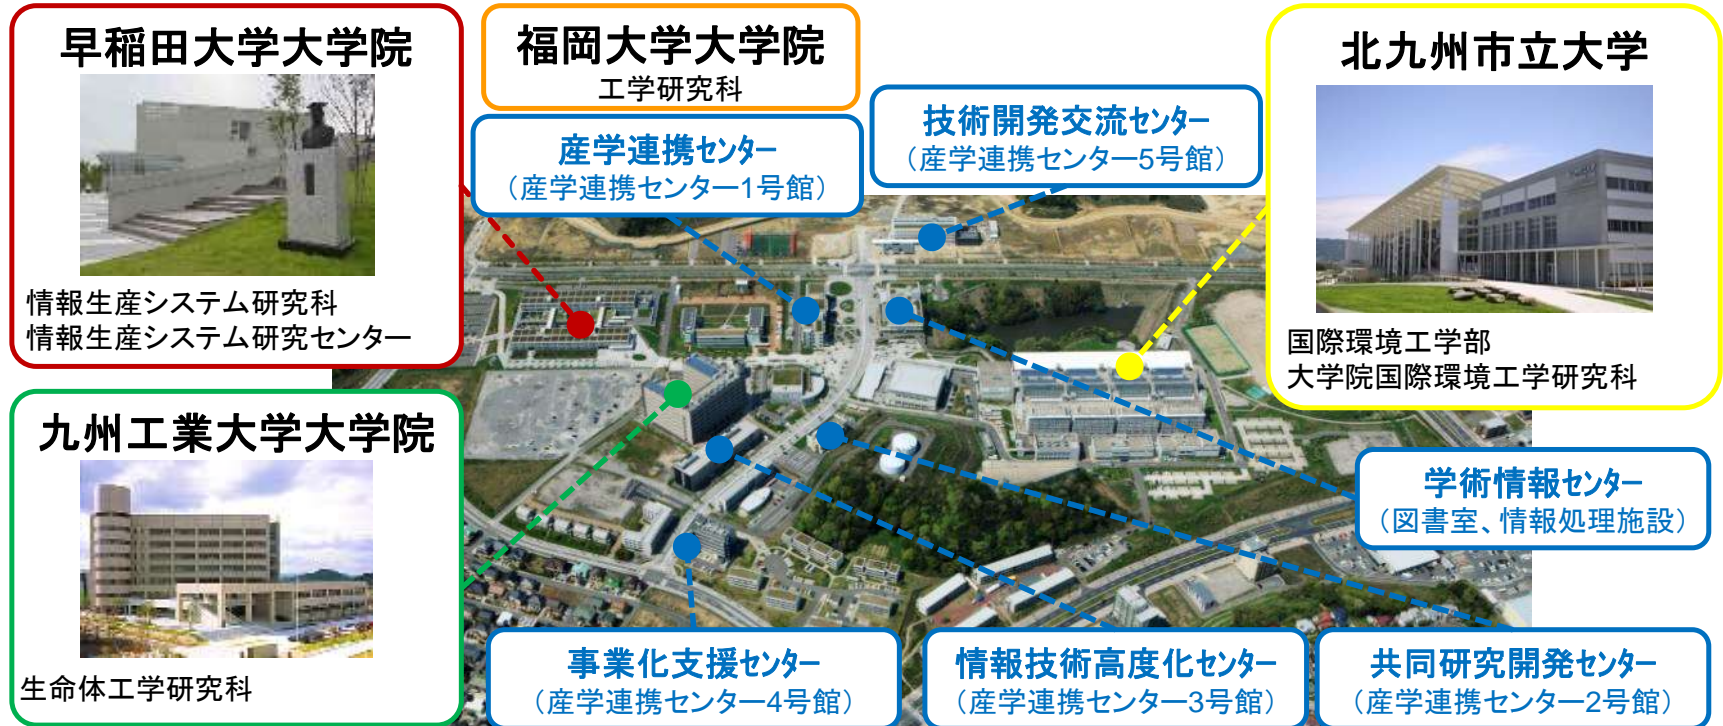 早稲田大学大学院
情報生産システム研究科
情報生産システム研究センター
福岡大学大学院
工学研究科
産学連携センター
（産学連携センター1号館）
技術開発交流センター
（産学連携センター5号館）
北九州市立大学
国際環境工学部
大学院国際環境工学研究科
九州工業大学大学院
生命体工学研究科
学術情報センター
（図書室、情報処理施設）
事業化支援センター
（産学連携センター4号館）
情報技術高度化センター
（産学連携センター3号館）
共同研究開発センター
（産学連携センター2号館）